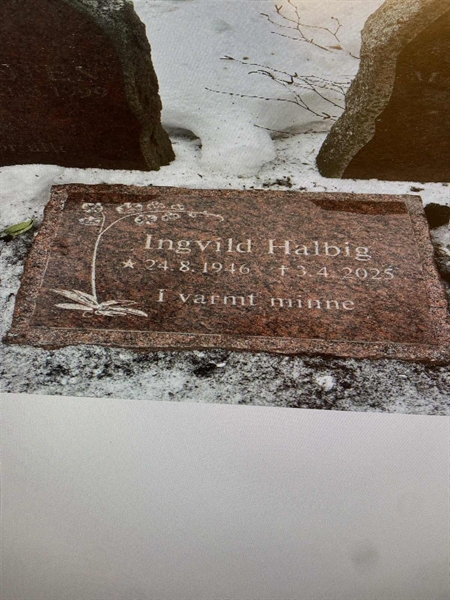 Ingvild Halbig
★ 24.8.1946 ✝ 3.4.2025
I varmt minne